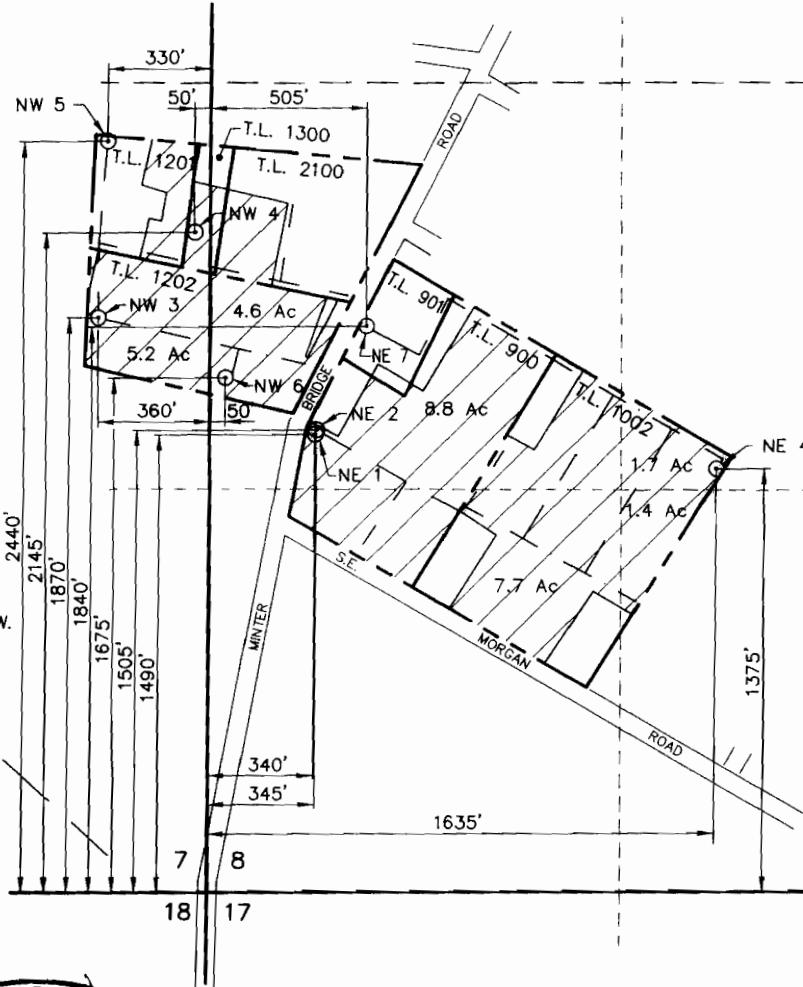 330'
NW 5
50'
505'
T.L. 1300
T.L. 1201
T.L. 2100
ROAD
NW 4
T.L. 1202
T.L. 901
NW 3
4.6 Ac
5.2 Ac
NE 7
T.L. 900
NW 6
BRIDGE
8.8 Ac
T.L. 1002
360'
50'
NE 2
NE 1
1.7 Ac
NE 4
1.4 Ac
2440'
2145'
1870'
1840'
1675'
1505'
1490'
W.
S.E.
7.7 Ac
MINTER
MORGAN
1375'
ROAD
340'
345'
1635'
7 8
18 17